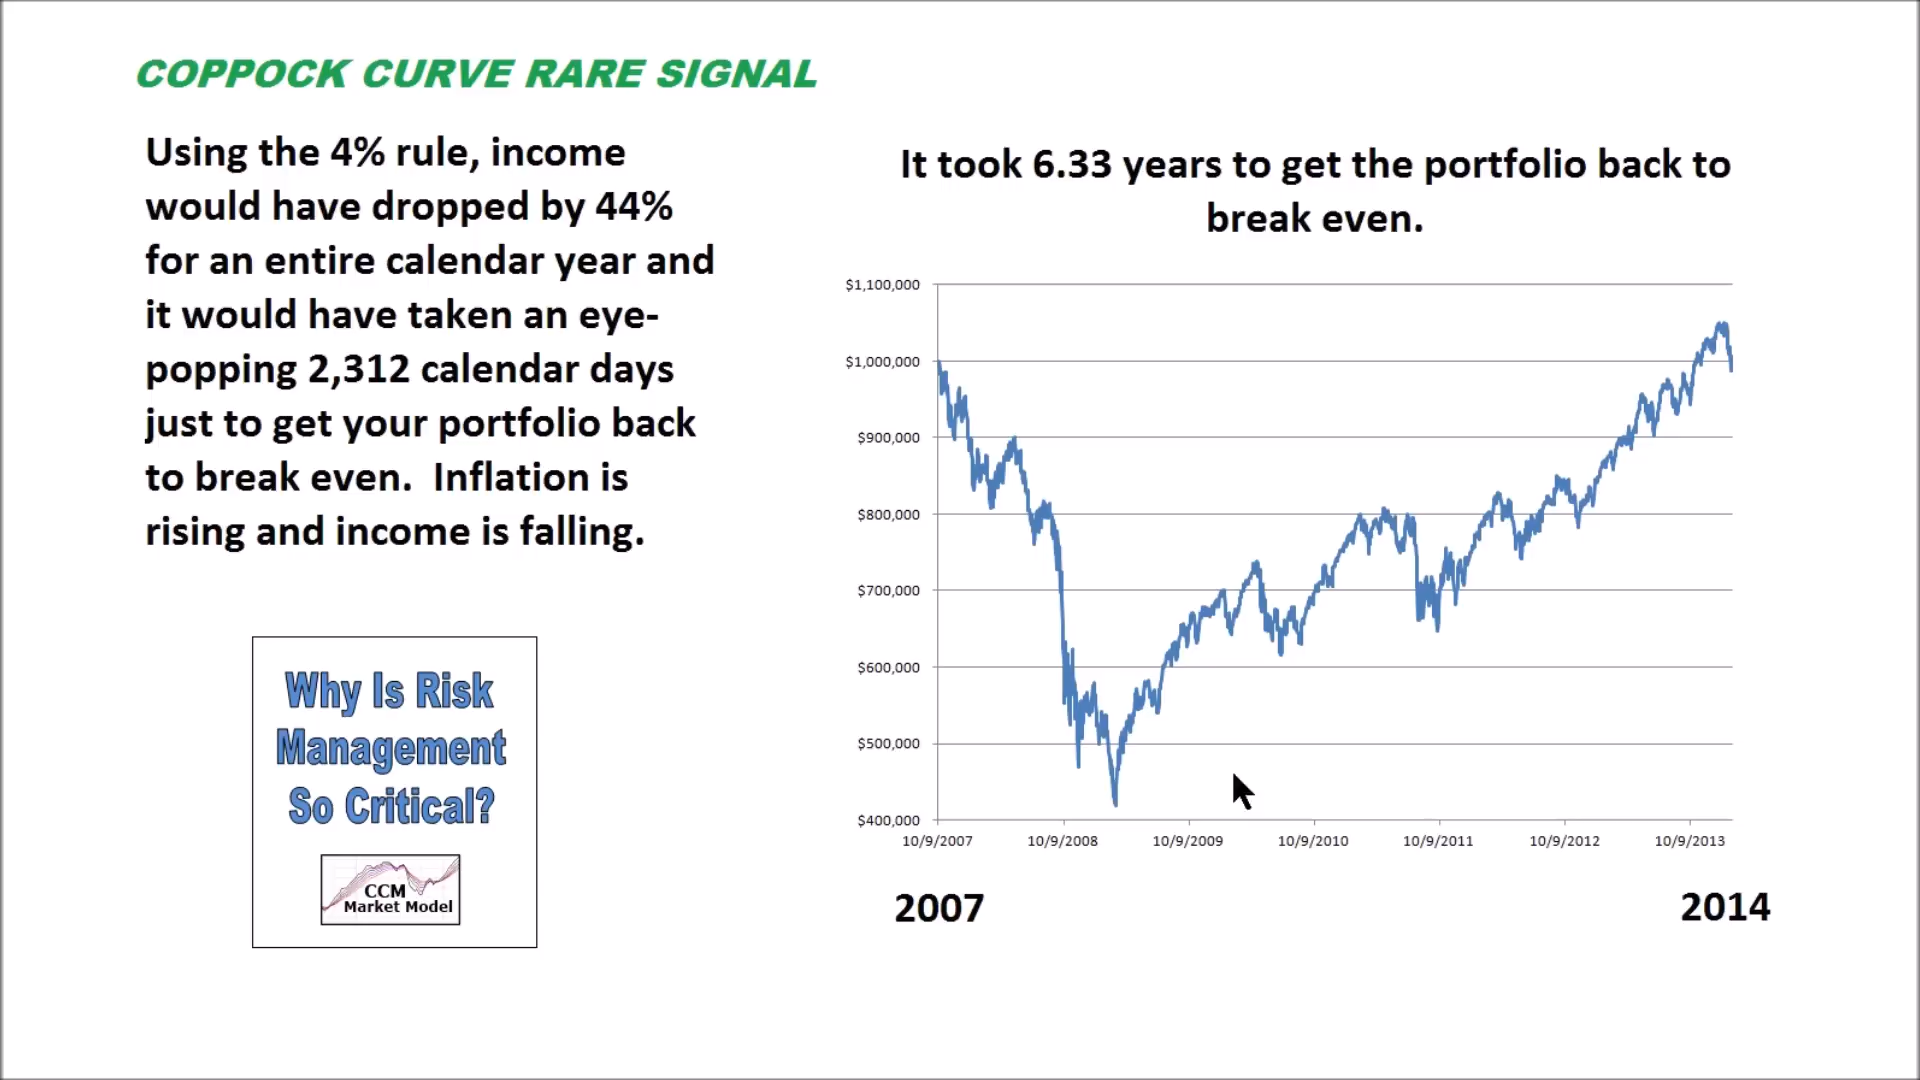 COPPOCK CURVE RARE SIGNAL
Using the 4% rule, income
would have dropped by 44%
for an entire calendar year and
it would have taken an eye-
popping 2,312 calendar days
just to get your portfolio back
to break even.  Inflation is
rising and income is falling.
Why Is Risk
Management
So Critical?
CCM
Market Model
It took 6.33 years to get the portfolio back to
break even.
$1,100,000
$1,000,000
$900,000
$800,000
$700,000
$600,000
$500,000
$400,000
10/9/2007 10/9/2008 10/9/2009 10/9/2010 10/9/2011 10/9/2012 10/9/2013
2007 2014